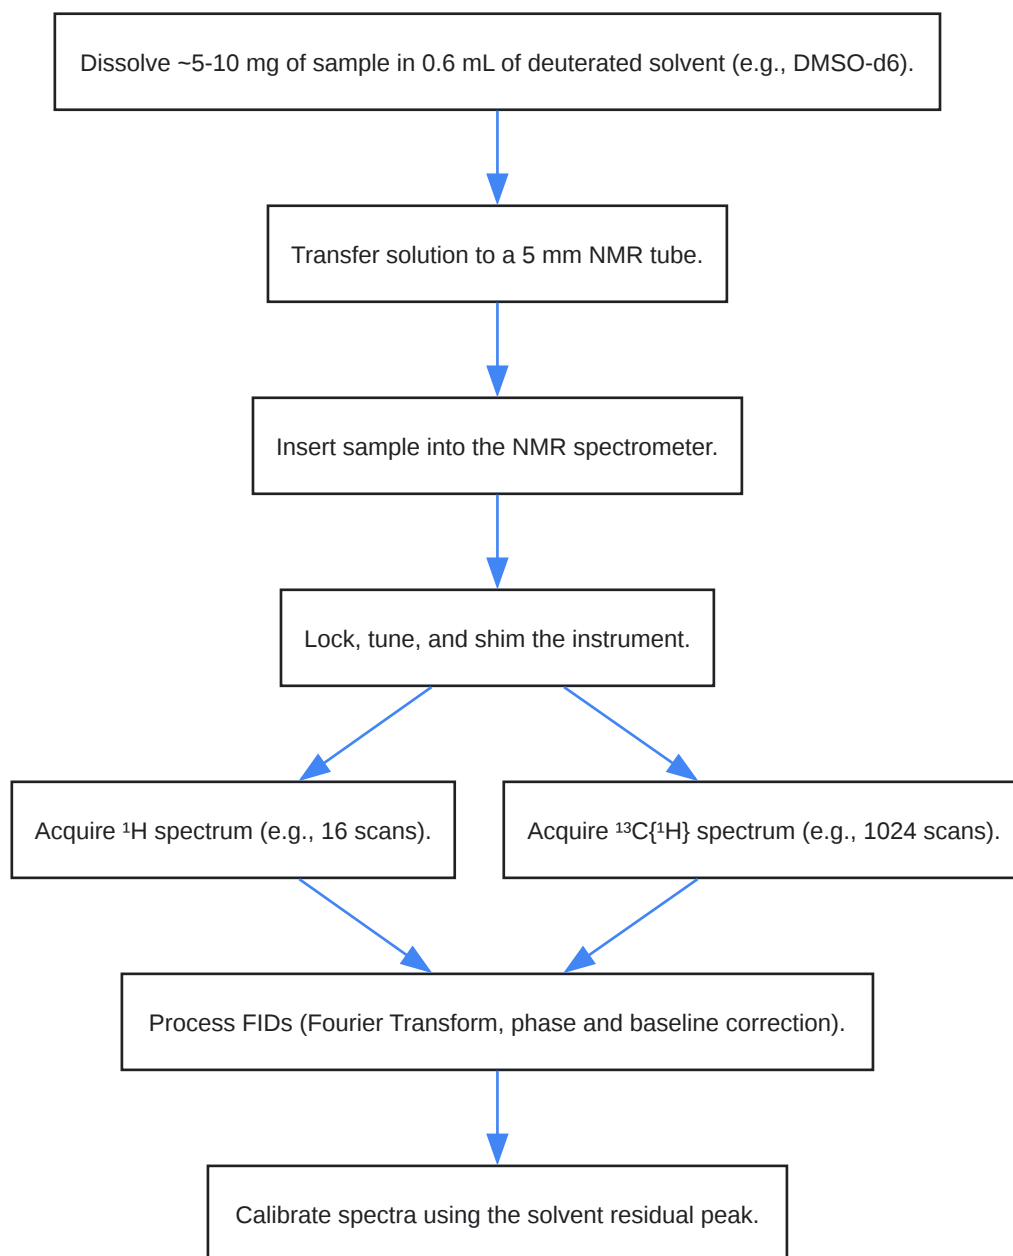 Dissolve ~5-10 mg of sample in 0.6 mL of deuterated solvent (e.g., DMSO-d6).
Transfer solution to a 5 mm NMR tube.
Insert sample into the NMR spectrometer.
Lock, tune, and shim the instrument.
Acquire ¹H spectrum (e.g., 16 scans).
Acquire ¹³C{¹H} spectrum (e.g., 1024 scans).
Process FIDs (Fourier Transform, phase and baseline correction).
Calibrate spectra using the solvent residual peak.